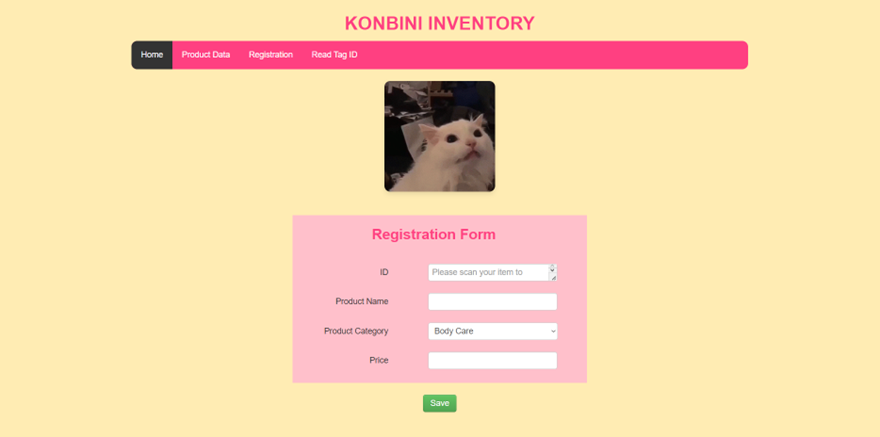 KONBINI INVENTORY
Home Product Data Registration Read Tag ID
Registration Form
ID Please scan your item to
Product Name
Product Category Body Care
Price
Save